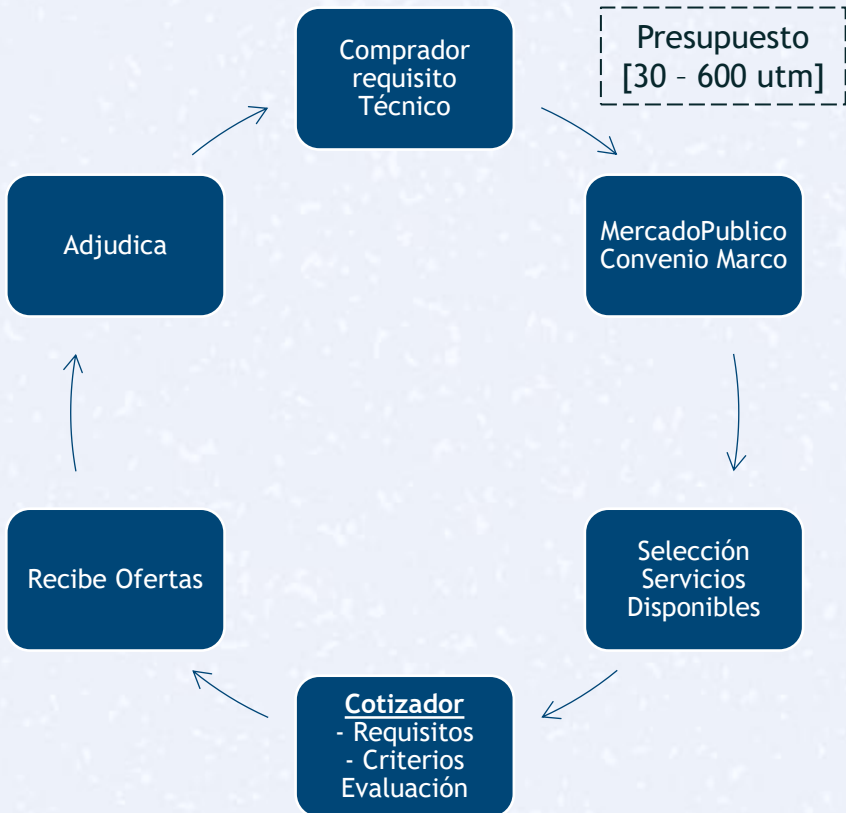 Comprador
requisito
Técnico
Presupuesto
[30 – 600 utm]
MercadoPublico
Convenio Marco
Selección
Servicios
Disponibles
Cotizador
- Requisitos
- Criterios
Evaluación
Recibe Ofertas
Adjudica